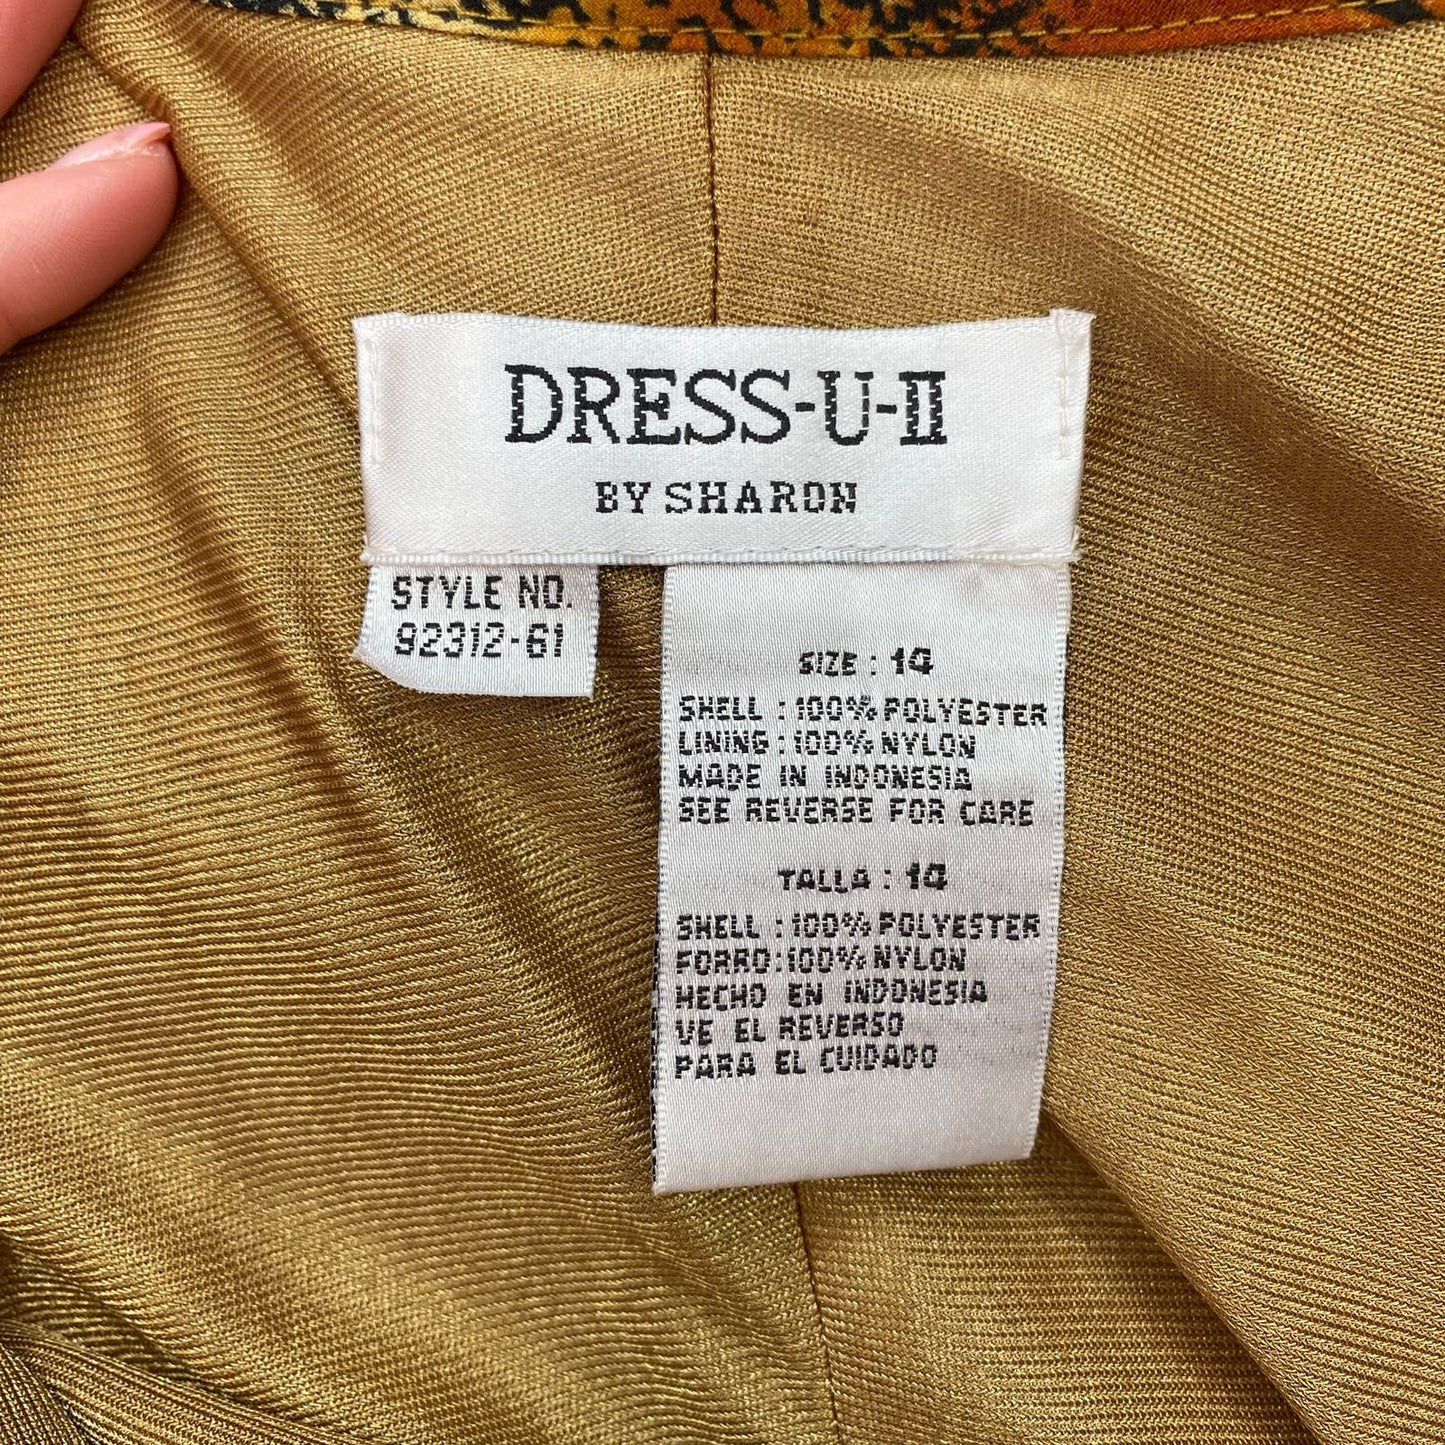 DRESS-U-II
BY SHARON
STYLE NO.
92312-61
SIZE : 14
SHELL : 100% POLYESTER
LINING : 100% NYLON
MADE IN INDONESIA
SEE REVERSE FOR CARE
TALLA : 14
SHELL : 100% POLYESTER
FORRO : 100% NYLON
HECHO EN INDONESIA
VE EL REVERSO
PARA EL CUIDADO